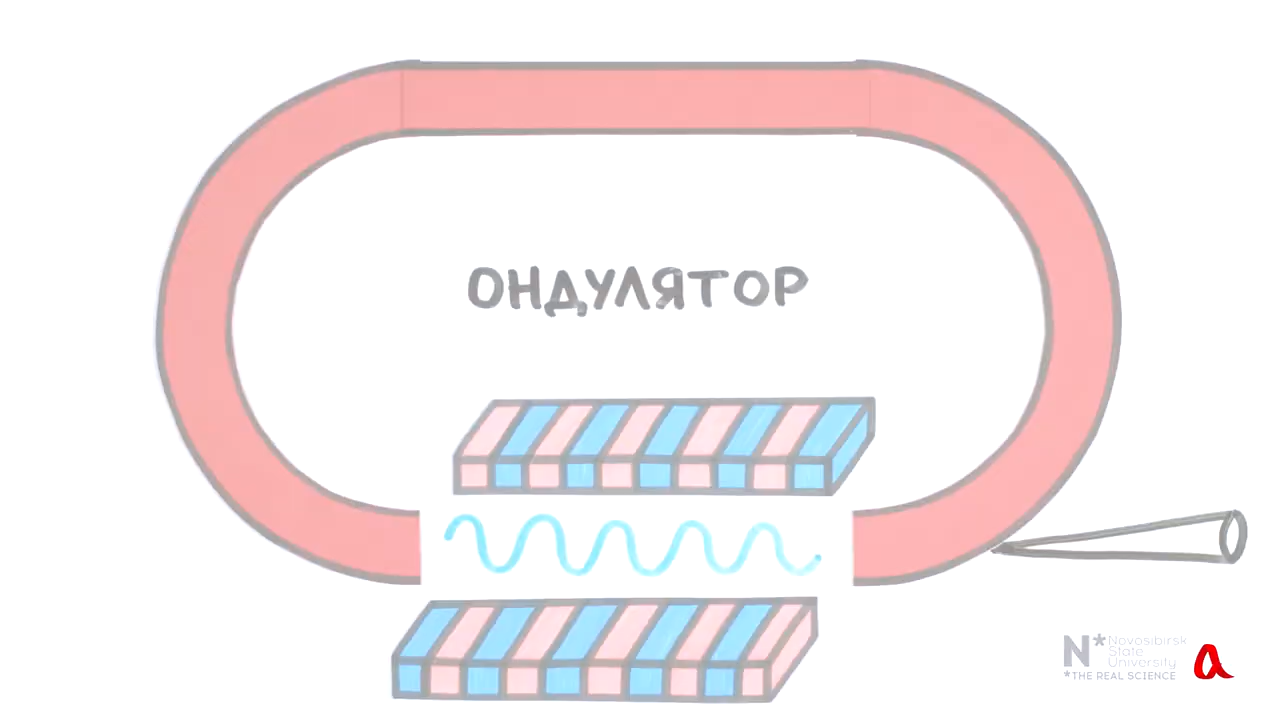 ОНДУЛЯТОР
N* Novosibirsk
State
University
*THE REAL SCIENCE
a